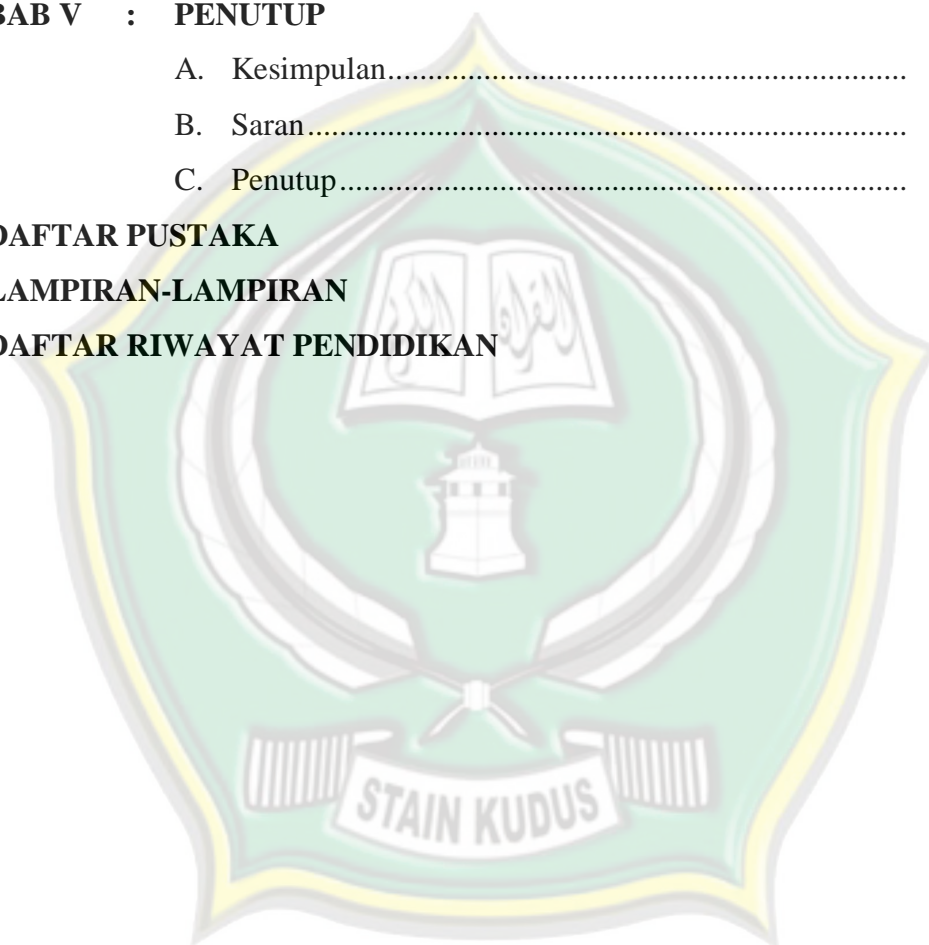 BAB V : PENUTUP
A. Kesimpulan.................................................................
B. Saran...........................................................................
C. Penutup.......................................................................
DAFTAR PUSTAKA
LAMPIRAN-LAMPIRAN
DAFTAR RIWAYAT PENDIDIKAN
STAIN KUDUS